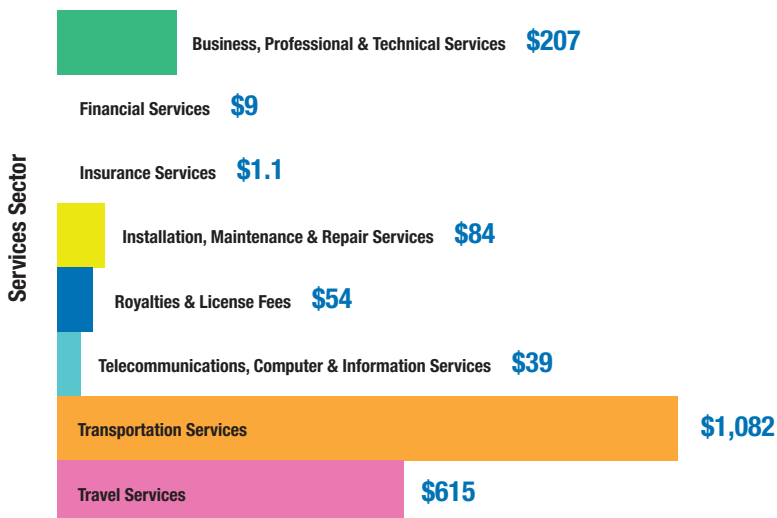 Services Sector
Business, Professional & Technical Services $207
Financial Services $9
Insurance Services $1.1
Installation, Maintenance & Repair Services $84
Royalties & License Fees $54
Telecommunications, Computer & Information Services $39
Transportation Services $1,082
Travel Services $615